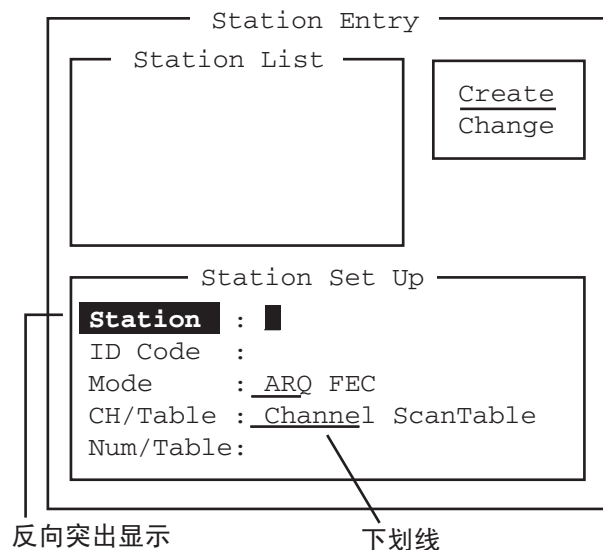 Station Entry
Station List
Create
Change
Station Set Up
Station :
ID Code :
Mode : ARQ FEC
CH/Table : Channel ScanTable
Num/Table:
反向突出显示
下划线